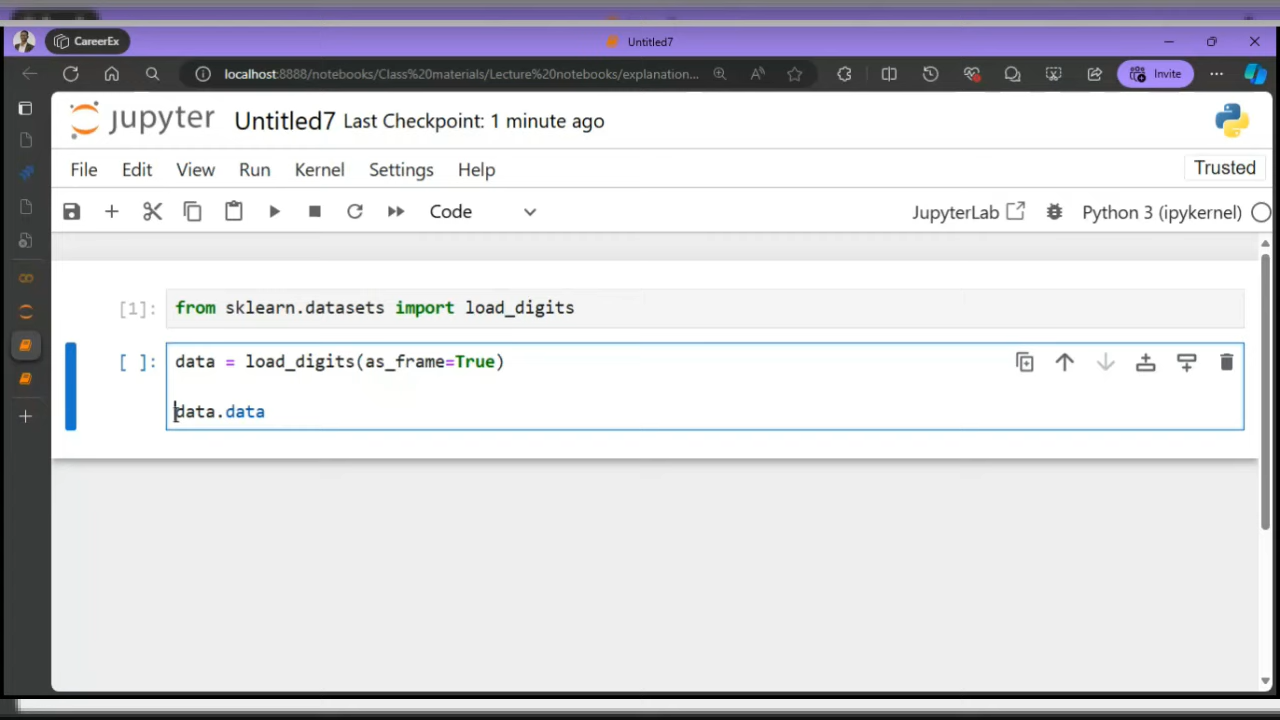 Untitled7
CareerEx
localhost:8888/notebooks/Class%20materials/Lecture%20notebooks/explanation...
Invite
jupyter Untitled7 Last Checkpoint: 1 minute ago
File Edit View Run Kernel Settings Help
Trusted
Code
JupyterLab
Python 3 (ipykernel)
[1]: from sklearn.datasets import load_digits
[ ]: data = load_digits(as_frame=True)
data.data